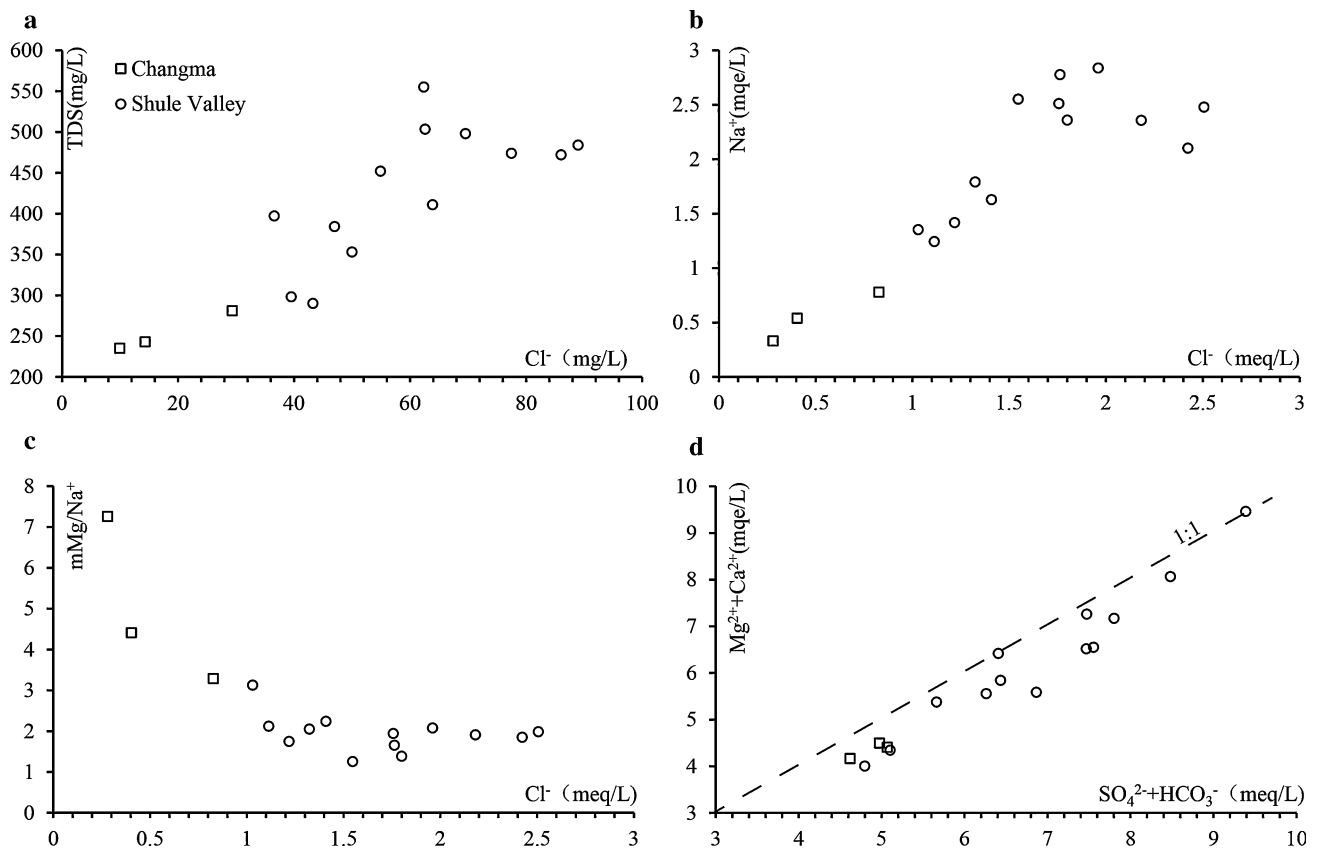 a
TDS(mg/L)
600
550
500
450
400
350
300
250
200
Changma
Shule Valley
Cl-（mg/L)
0 20 40 60 80 100
b
Na+(mqe/L)
3
2.5
2
1.5
1
0.5
0
Cl-（meq/L)
0 0.5 1 1.5 2 2.5 3
c
mMg/Na+
8
7
6
5
4
3
2
1
0
Cl-（meq/L)
0 0.5 1 1.5 2 2.5 3
d
Mg2++Ca2+(mqe/L)
10
9
8
7
6
5
4
3
1:1
SO42-+HCO3-（meq/L)
3 4 5 6 7 8 9 10